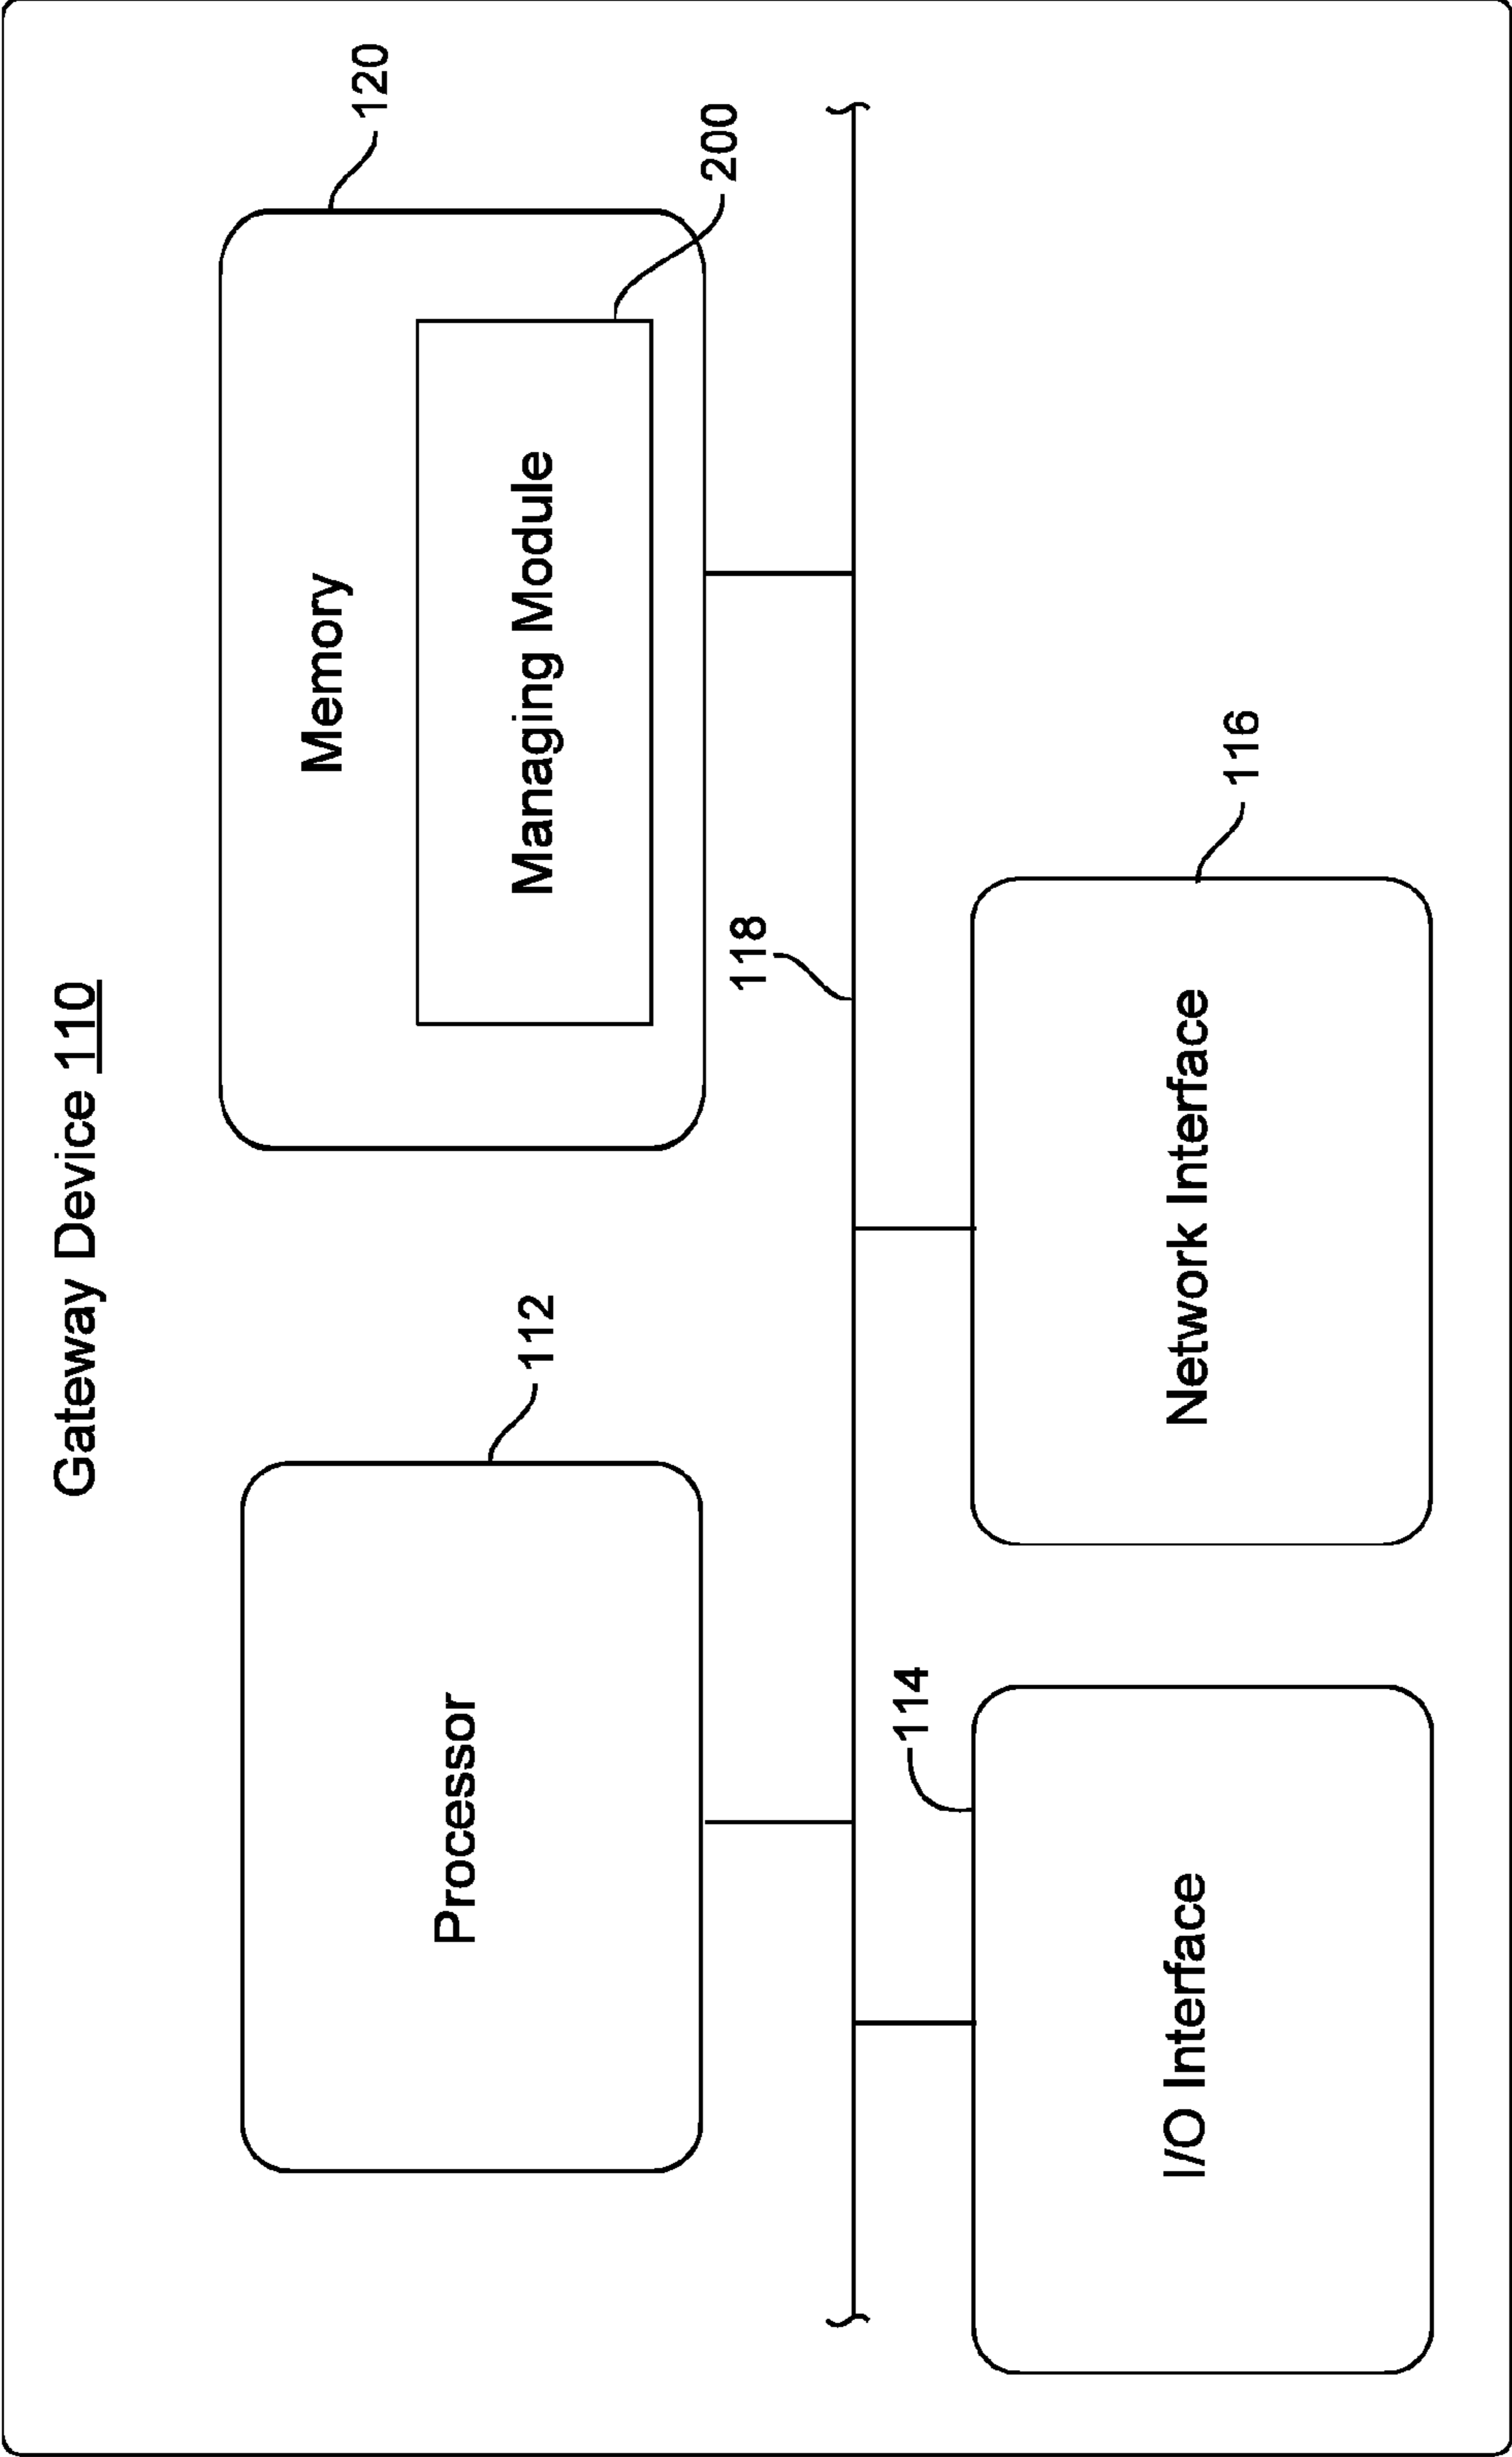 Gateway Device 110
120
Memory
200
Managing Module
112
Processor
118
114
116
I/O Interface
Network Interface